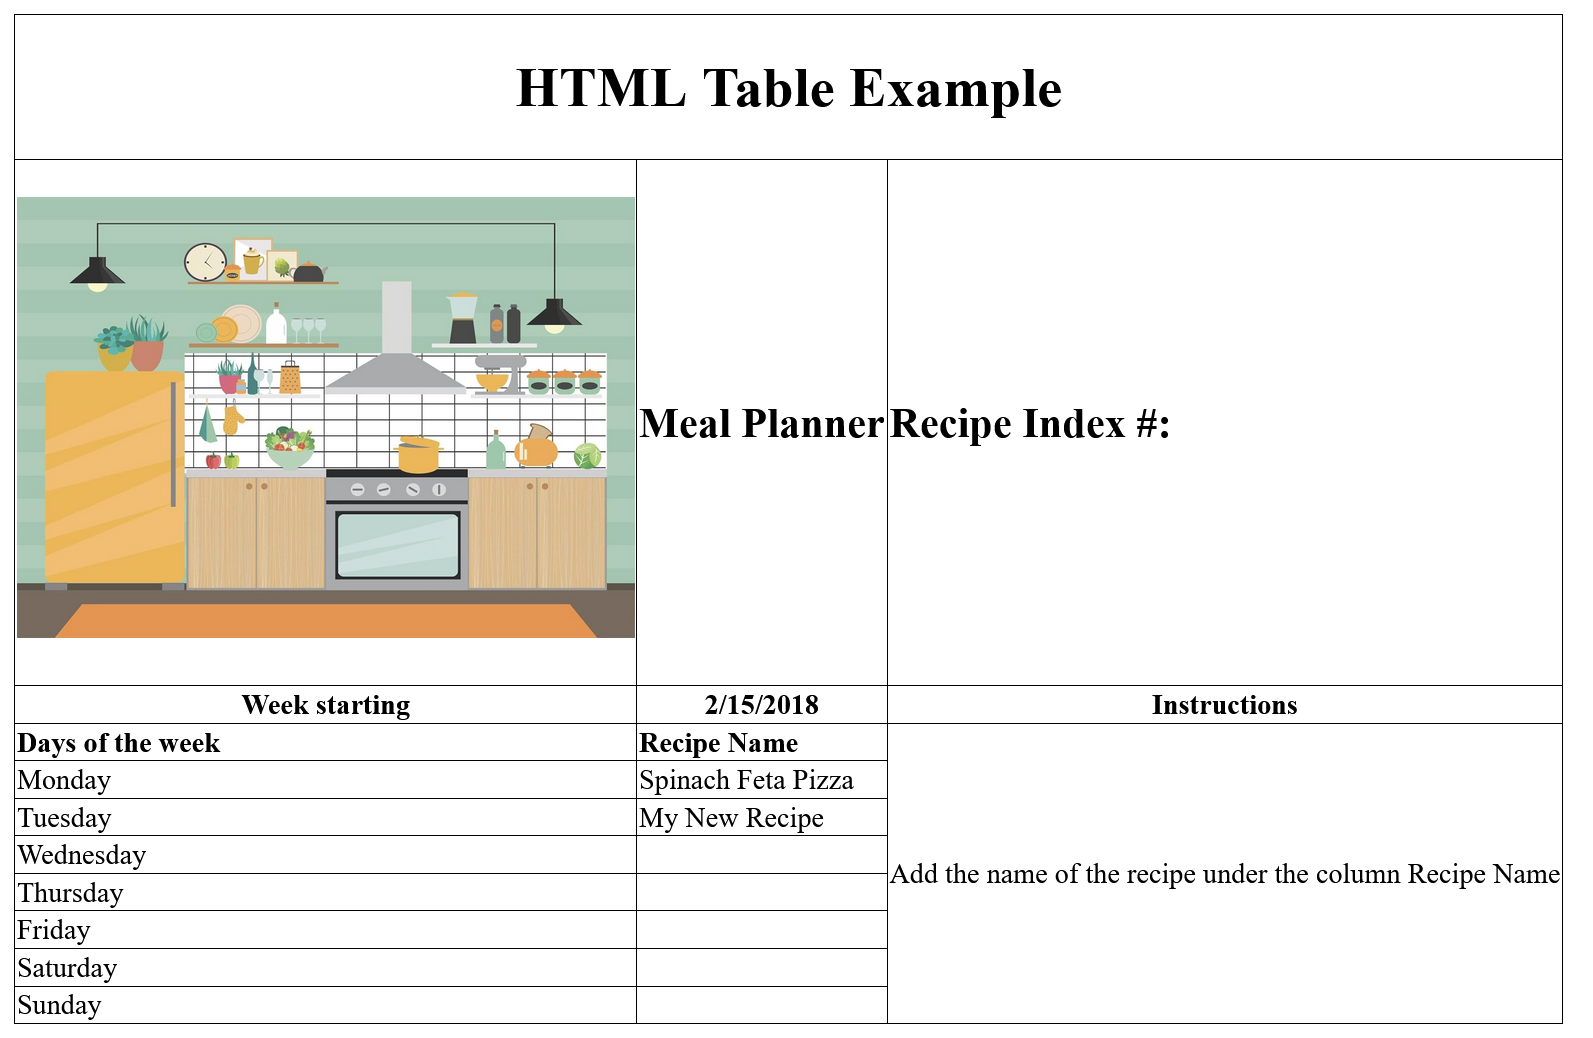 HTML Table Example
Meal Planner
Recipe Index #:
Week starting
2/15/2018
Instructions
Days of the week
Recipe Name
Monday
Spinach Feta Pizza
Tuesday
My New Recipe
Wednesday
Thursday
Friday
Saturday
Sunday
Add the name of the recipe under the column Recipe Name